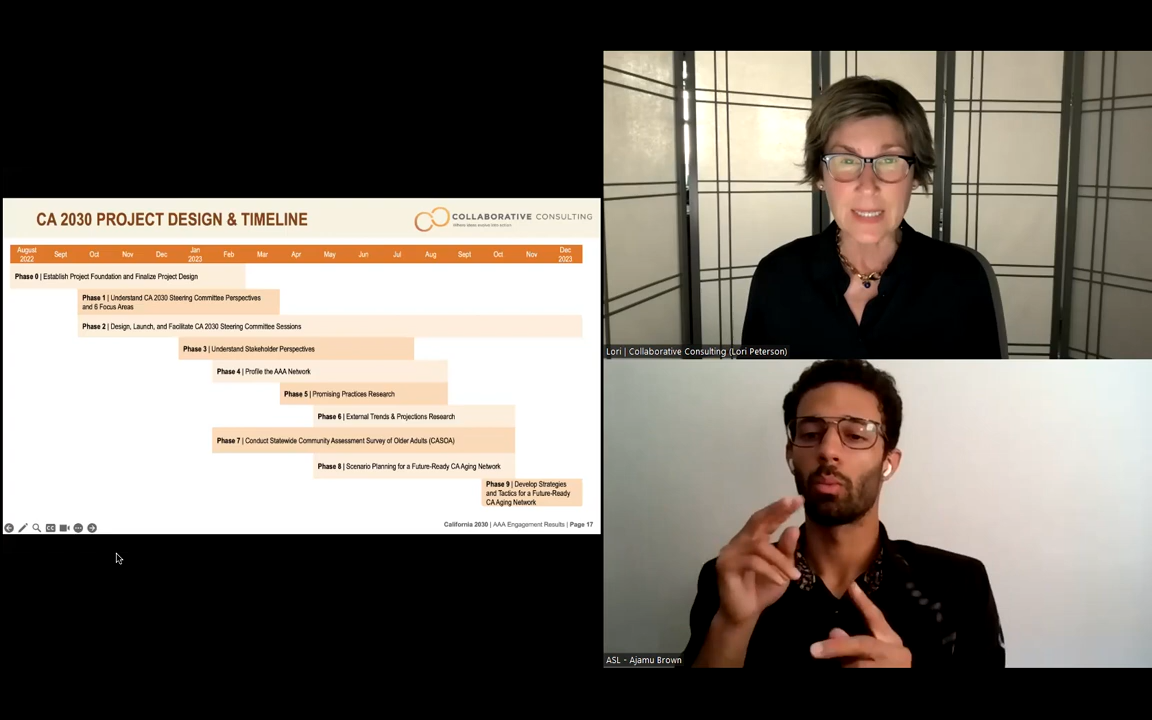 CA 2030 PROJECT DESIGN & TIMELINE
COLLABORATIVE CONSULTING
Where ideas evolve into action
August 2022 Sept Oct Nov Dec Jan 2023 Feb Mar Apr May Jun Jul Aug Sept Oct Nov Dec 2023
Phase 0 | Establish Project Foundation and Finalize Project Design
Phase 1 | Understand CA 2030 Steering Committee Perspectives
and 6 Focus Areas
Phase 2 | Design, Launch, and Facilitate CA 2030 Steering Committee Sessions
Phase 3 | Understand Stakeholder Perspectives
Phase 4 | Profile the AAA Network
Phase 5 | Promising Practices Research
Phase 6 | External Trends & Projections Research
Phase 7 | Conduct Statewide Community Assessment Survey of Older Adults (CASOA)
Phase 8 | Scenario Planning for a Future-Ready CA Aging Network
Phase 9 | Develop Strategies
and Tactics for a Future-Ready
CA Aging Network
California 2030 | AAA Engagement Results | Page 17
CC
Lori | Collaborative Consulting (Lori Peterson)
ASL - Ajamu Brown